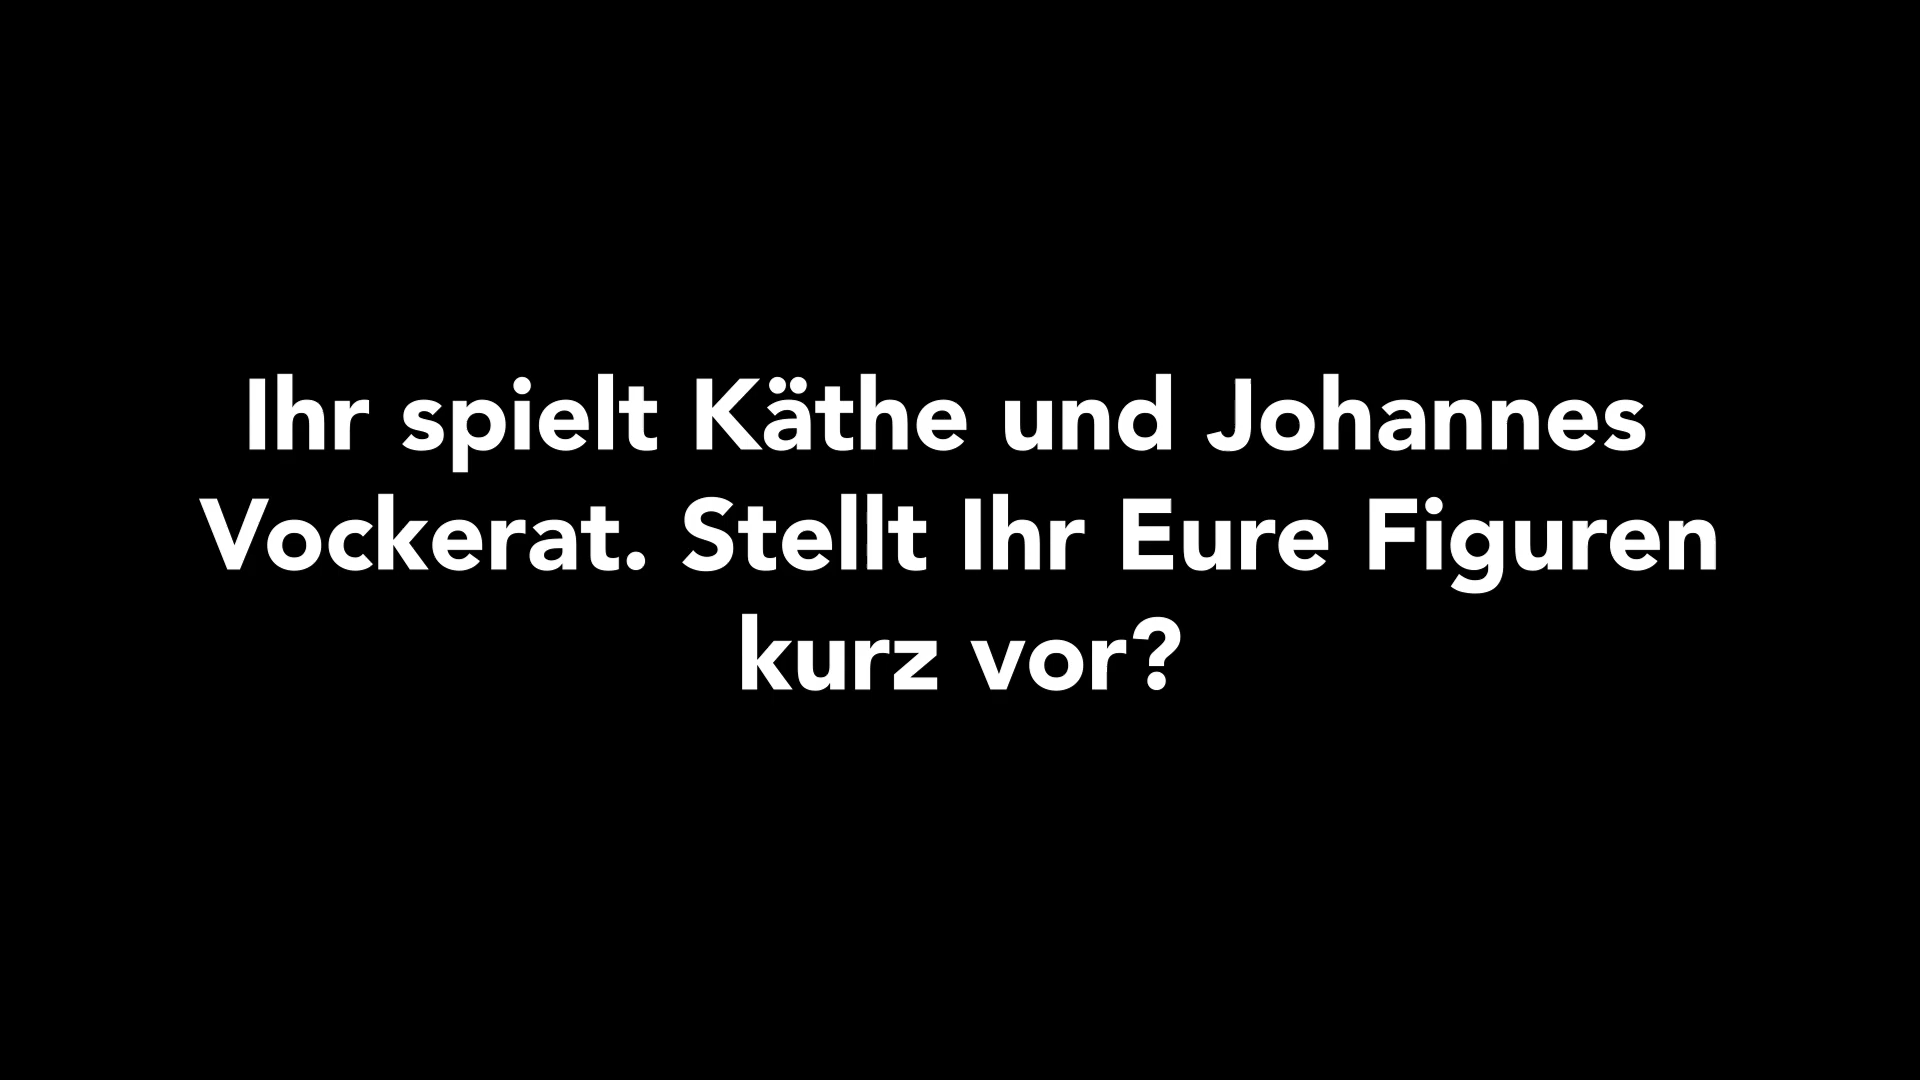 Ihr spielt Käthe und Johannes
Vockerat. Stellt Ihr Eure Figuren
kurz vor?